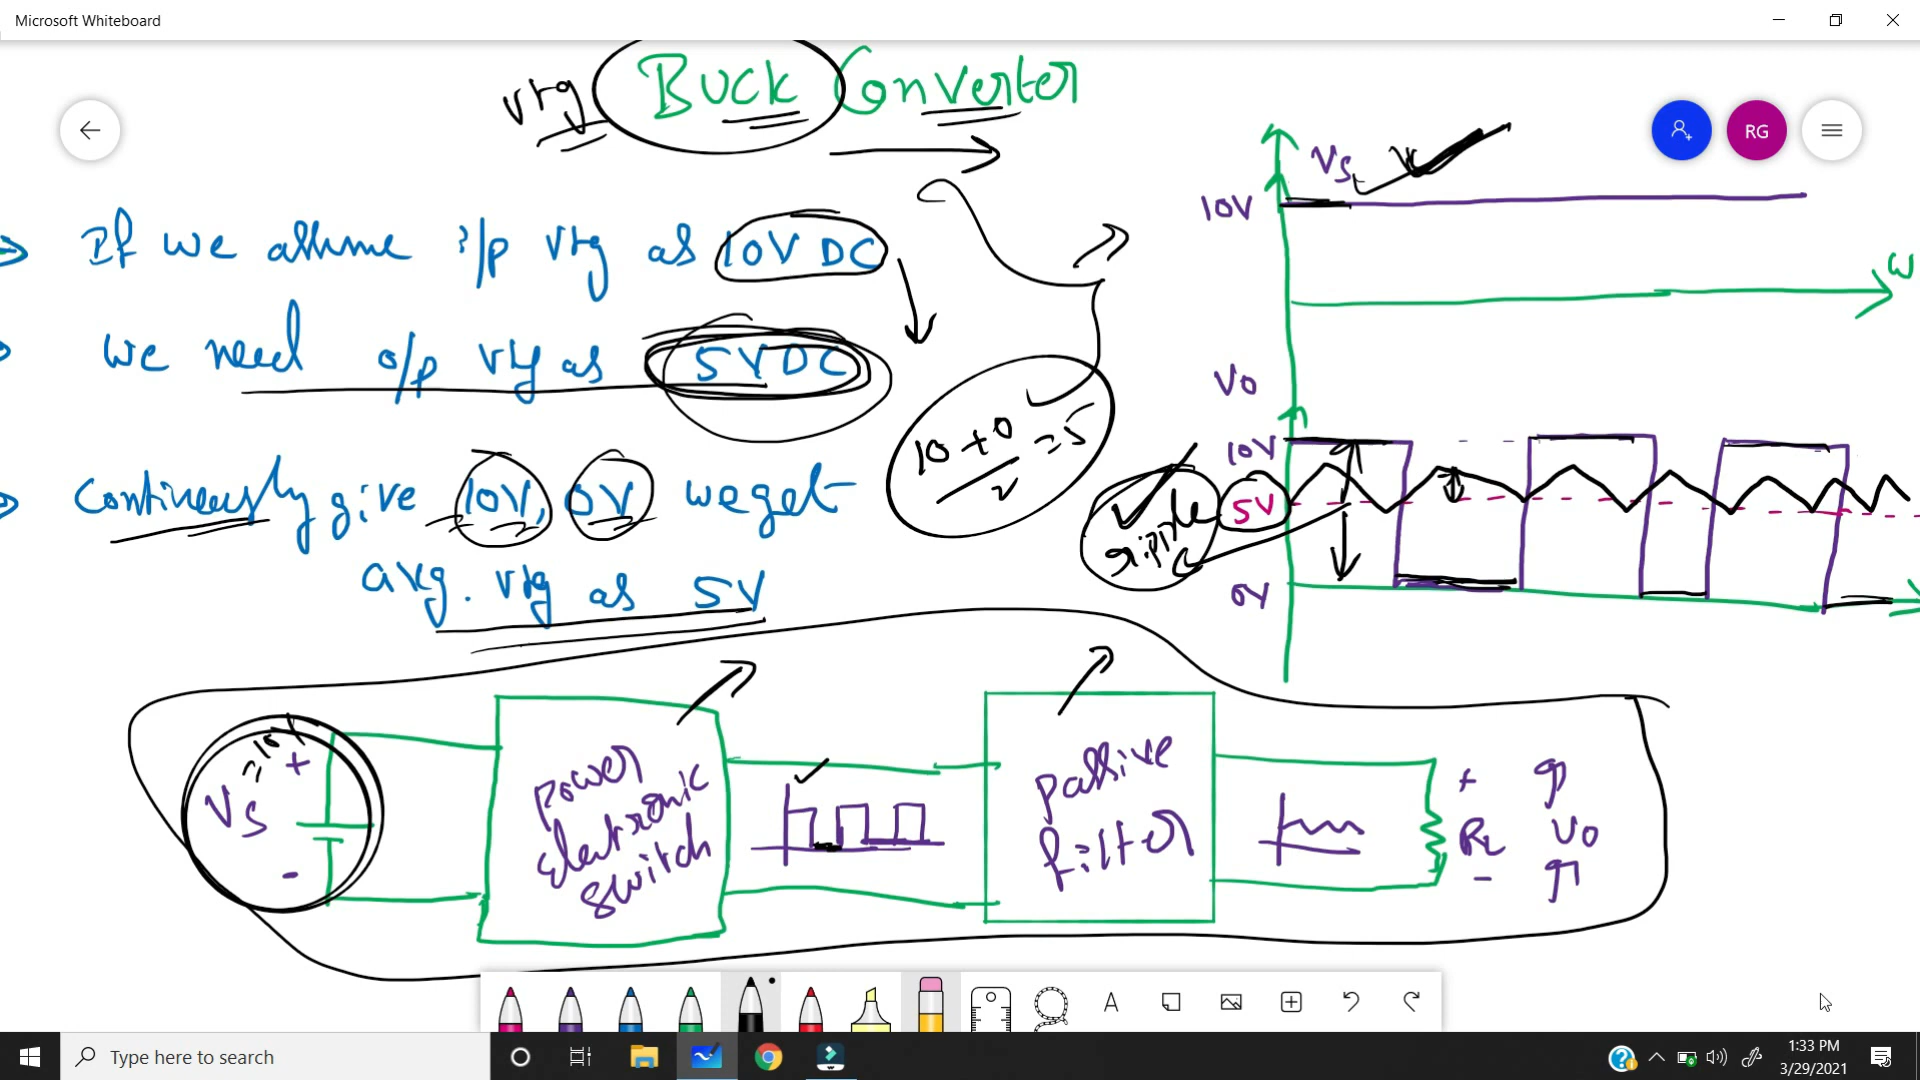 Microsoft Whiteboard
vtg Buck Converter
RG
⇒ If we assume i/p vtg as 10V DC
we need o/p vtg as 5V DC
Continuously give 10V, 0V we get
avg. vtg as 5V
10+0/2 = 5
Vs
10V
ω
Vo
10V
ripple 5V
0V
Vs = 10V
+
-
Power
electronic
switch
Passive
filter
+
RL
-
Vo
A
Type here to search
1:33 PM
3/29/2021